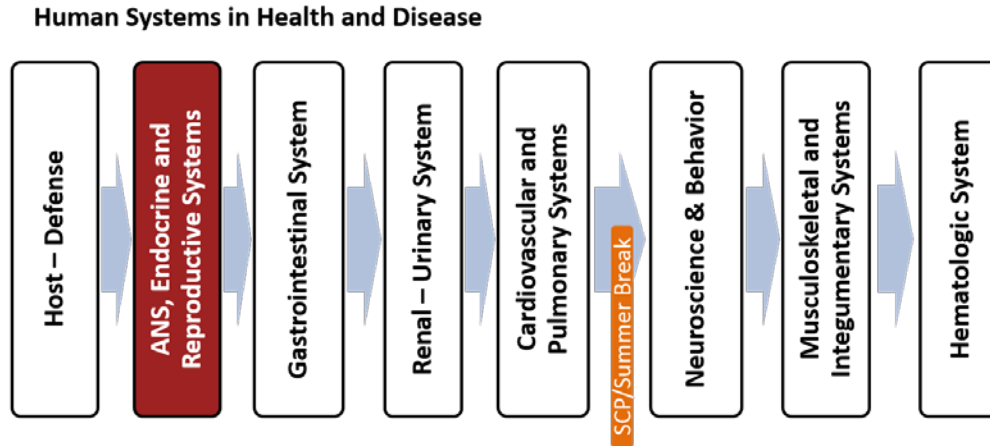 Human Systems in Health and Disease
Host – Defense
ANS, Endocrine and
Reproductive Systems
Gastrointestinal System
Renal – Urinary System
Cardiovascular and
Pulmonary Systems
SCP/Summer Break
Neuroscience & Behavior
Musculoskeletal and
Integumentary Systems
Hematologic System